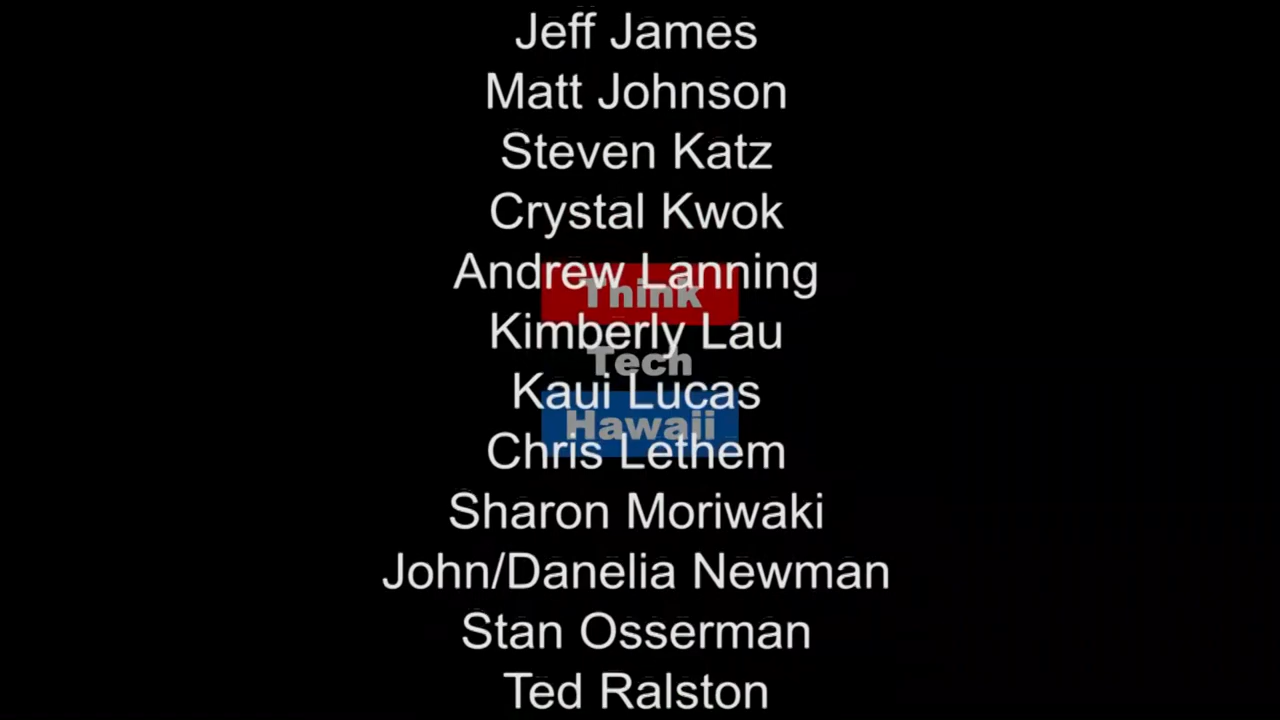 Jeff James
Matt Johnson
Steven Katz
Crystal Kwok
Andrew Lanning
Think
Kimberly Lau
Tech
Kaui Lucas
Hawaii
Chris Lethem
Sharon Moriwaki
John/Danelia Newman
Stan Osserman
Ted Ralston